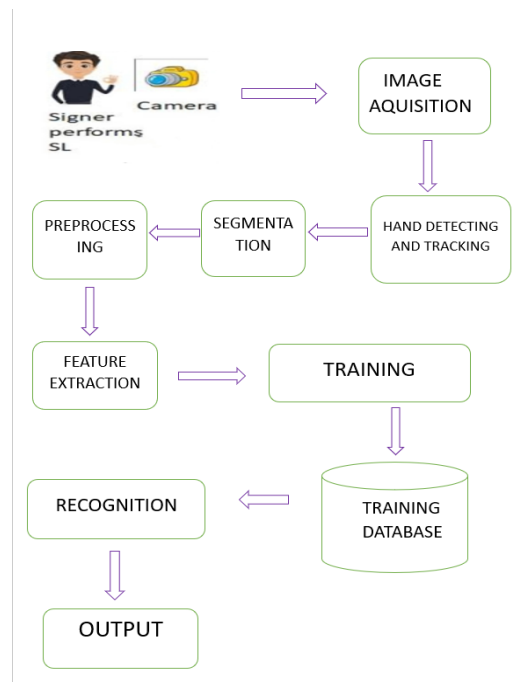 Signer
performs
SL
Camera
IMAGE
AQUISITION
HAND DETECTING
AND TRACKING
SEGMENTA
TION
PREPROCESS
ING
FEATURE
EXTRACTION
TRAINING
TRAINING
DATABASE
RECOGNITION
OUTPUT